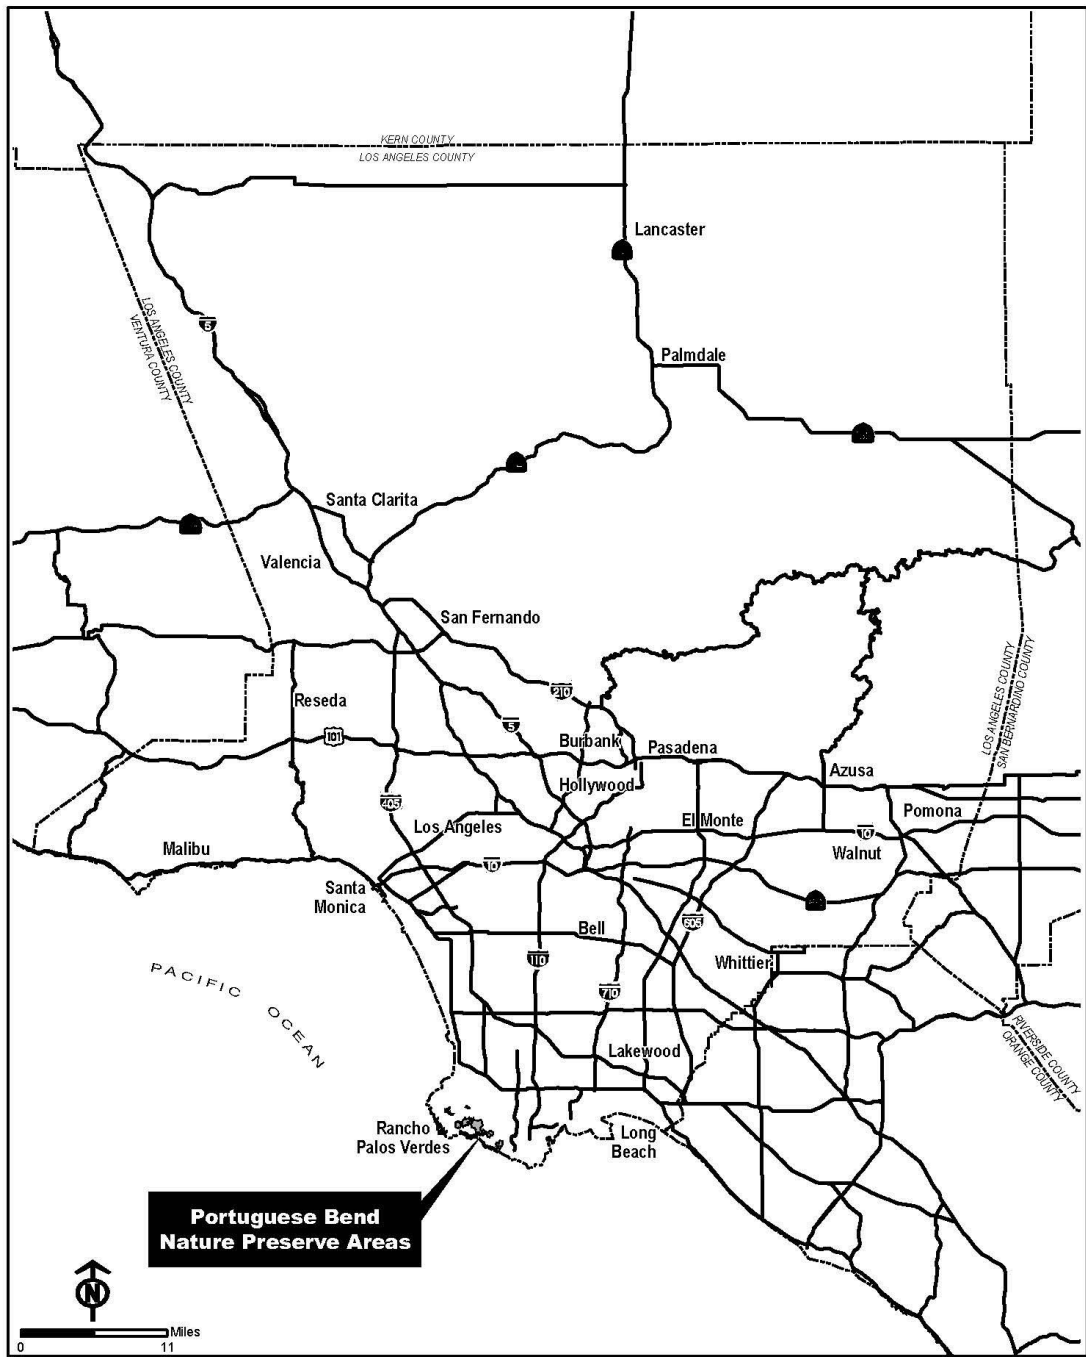 KERN COUNTY
LOS ANGELES COUNTY
Lancaster
LOS ANGELES COUNTY
VENTURA COUNTY
5
Palmdale
Santa Clarita
Valencia
San Fernando
210
Reseda
5
101
Burbank
Pasadena
LOS ANGELES COUNTY
SAN BERNARDINO COUNTY
Hollywood
Azusa
405
Pomona
Los Angeles
El Monte
10
Malibu
Walnut
10
Santa
Monica
605
Bell
110
Whittier
710
PACIFIC OCEAN
Lakewood
RIVERSIDE COUNTY
ORANGE COUNTY
Rancho
Palos Verdes
Long
Beach
Portuguese Bend
Nature Preserve Areas
N
Miles
0 11